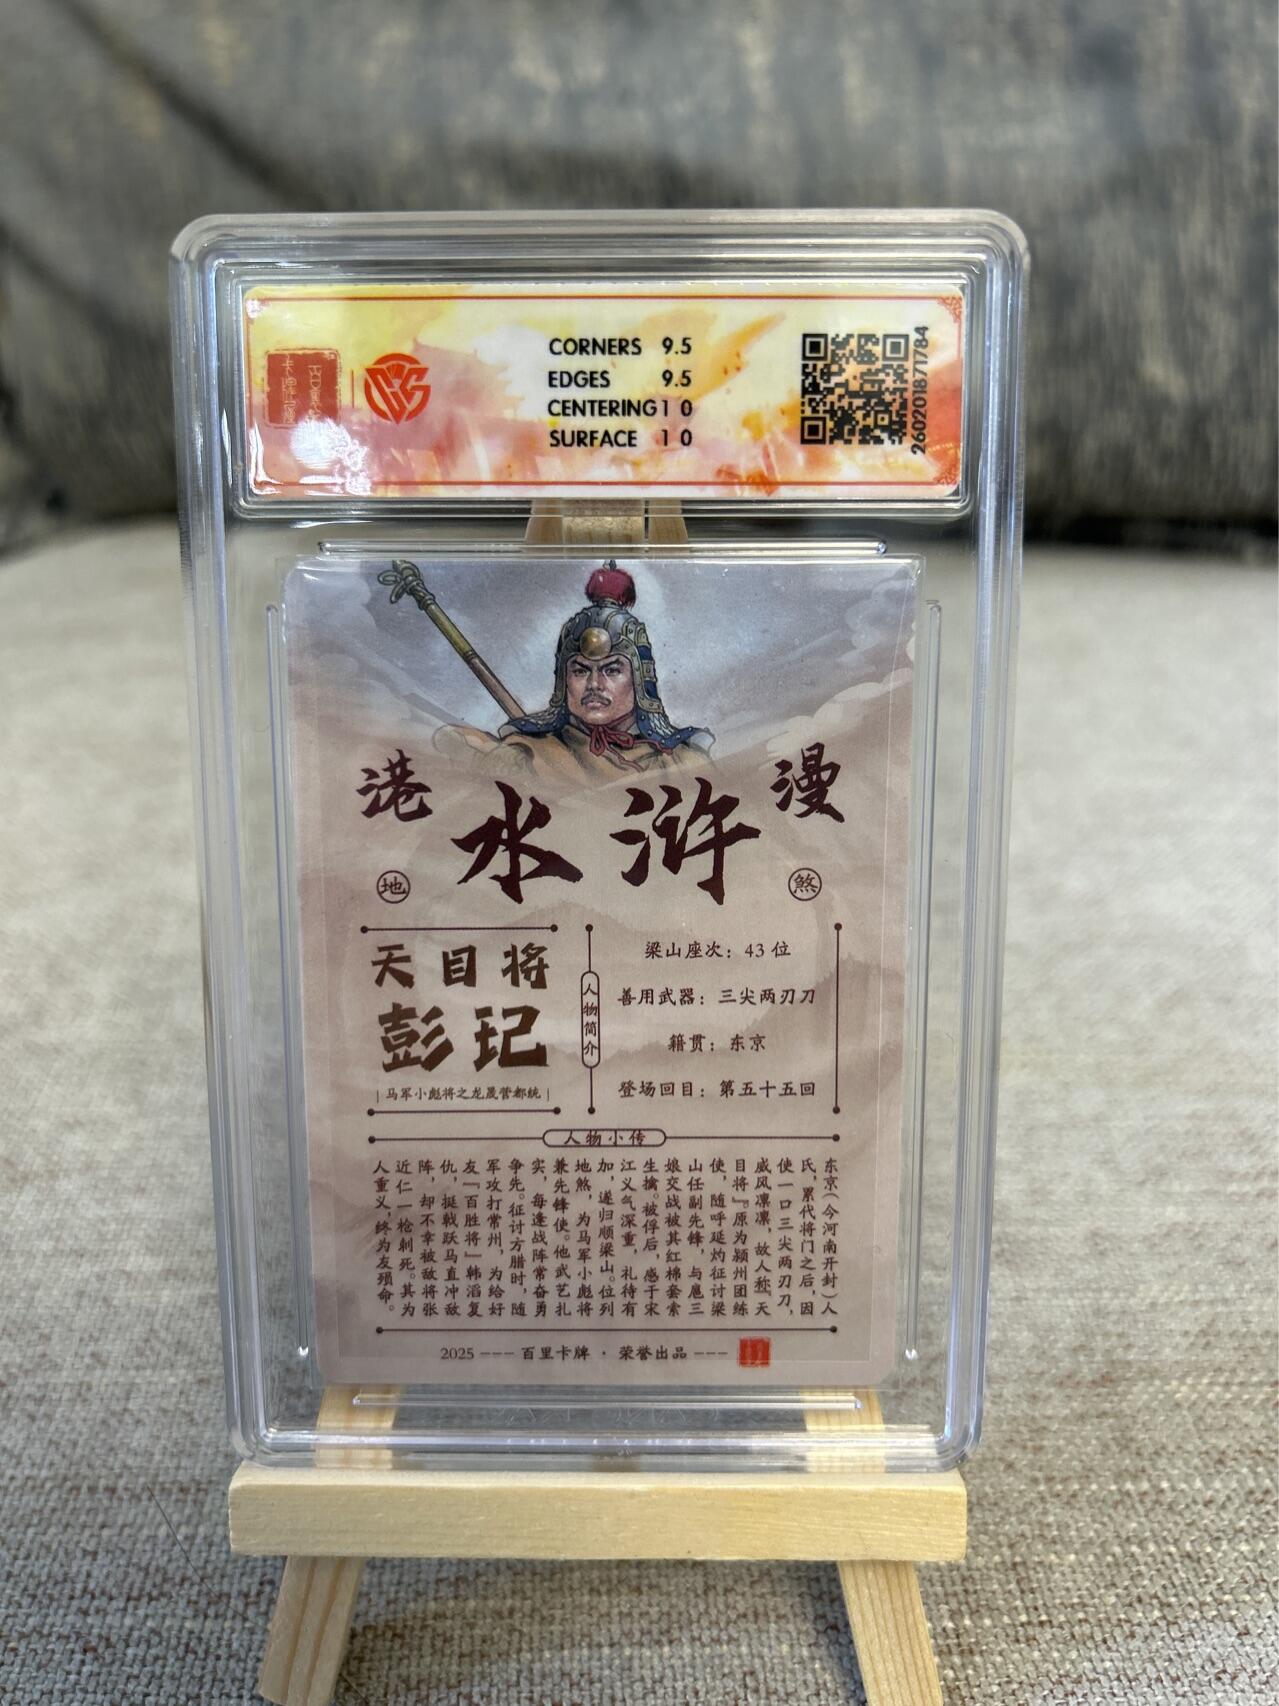 CORNERS 9.5
EDGES 9.5
CENTERING 10
SURFACE 10
2602018717​84
港 水浒 漫
地 煞
天目将
彭玘
马军小彪将之龙晟营都统
人物简介
梁山座次：43 位
善用武器：三尖两刃刀
籍贯：东京
登场回目：第五十五回
人物小传
东京（今河南开封）人
氏，累代将门之后，因
使一口三尖两刃刀，
威风凛凛，故人称“天
目将”。原为颍州团练
使，随呼延灼征讨梁
山任副先锋，与扈三
娘交战被其红棉套索
生擒。被俘后，感于宋
江义气深重，礼待有
加，遂归顺梁山。位列
地煞，为马军小彪将
兼先锋使。他武艺扎
实，每逢战阵常奋勇
争先。征讨方腊时，随
军攻打常州，为给好
友“百胜将”韩滔复
仇，挺戟跃马直冲敌
阵，却不幸被敌将张
近仁一枪刺死。其为
人重义，终为友殒命。
2025 --- 百里卡牌 · 荣誉出品 ---